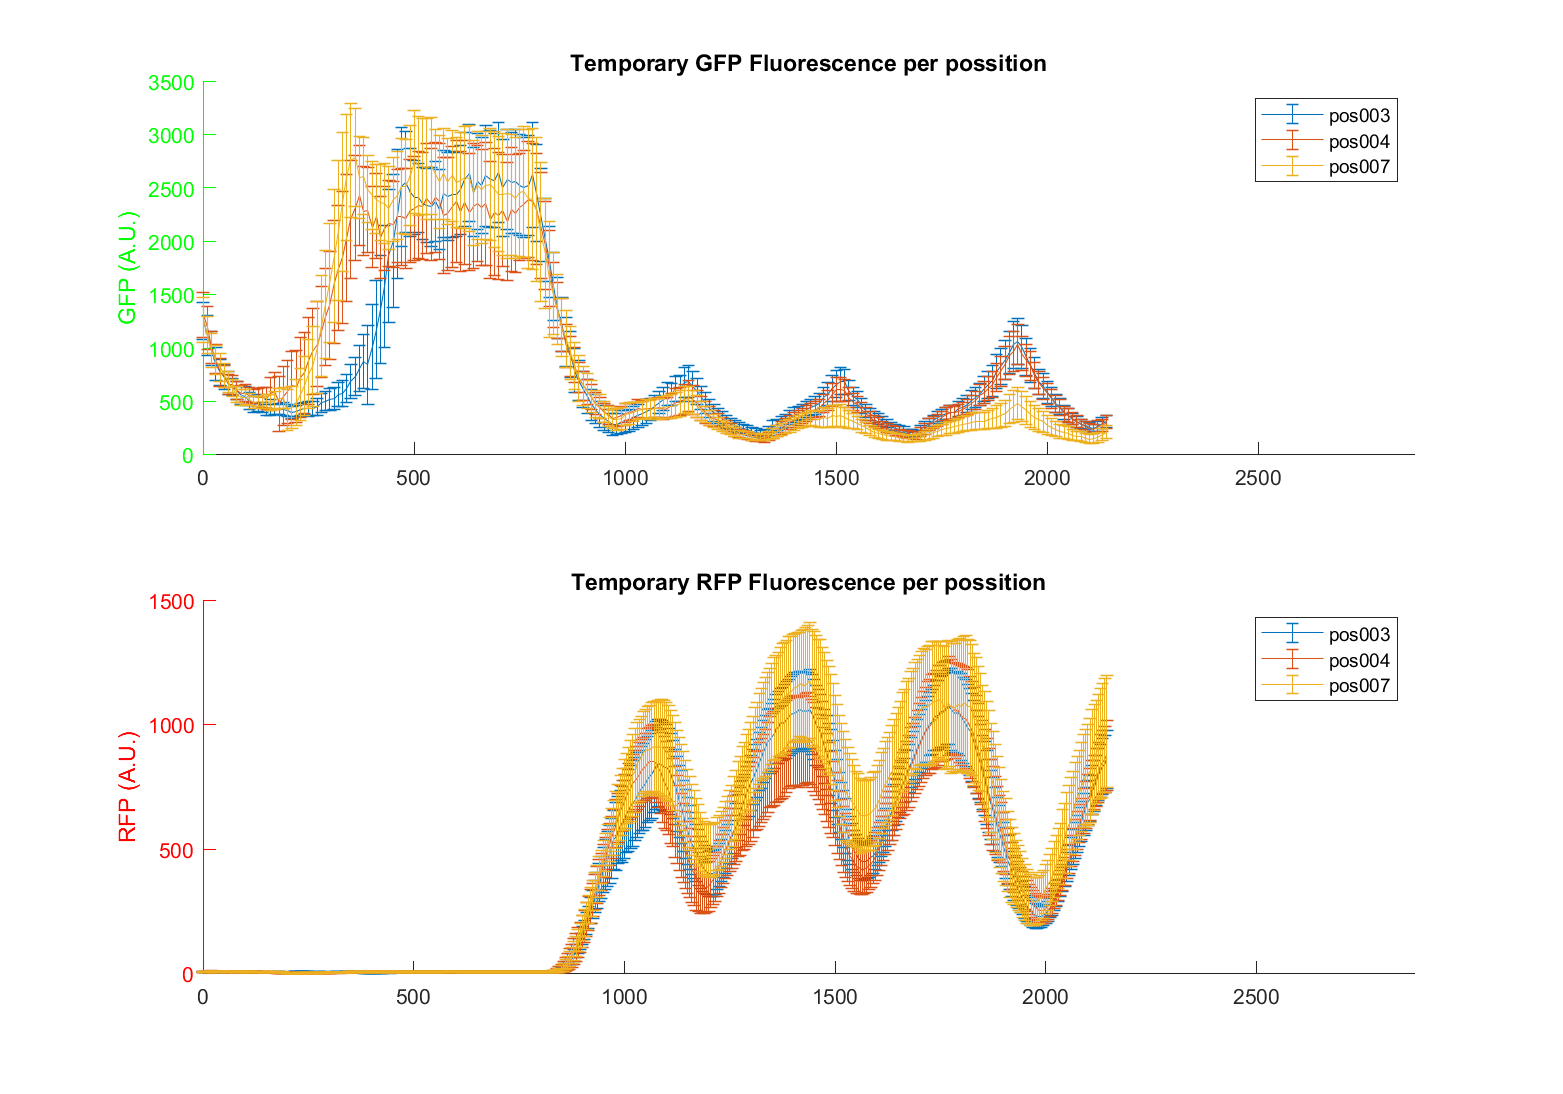 Temporary GFP Fluorescence per possition
3500
3000
2500
2000
1500
1000
500
0
GFP (A.U.)
0 500 1000 1500 2000 2500
pos003
pos004
pos007
Temporary RFP Fluorescence per possition
1500
1000
500
0
RFP (A.U.)
0 500 1000 1500 2000 2500
pos003
pos004
pos007